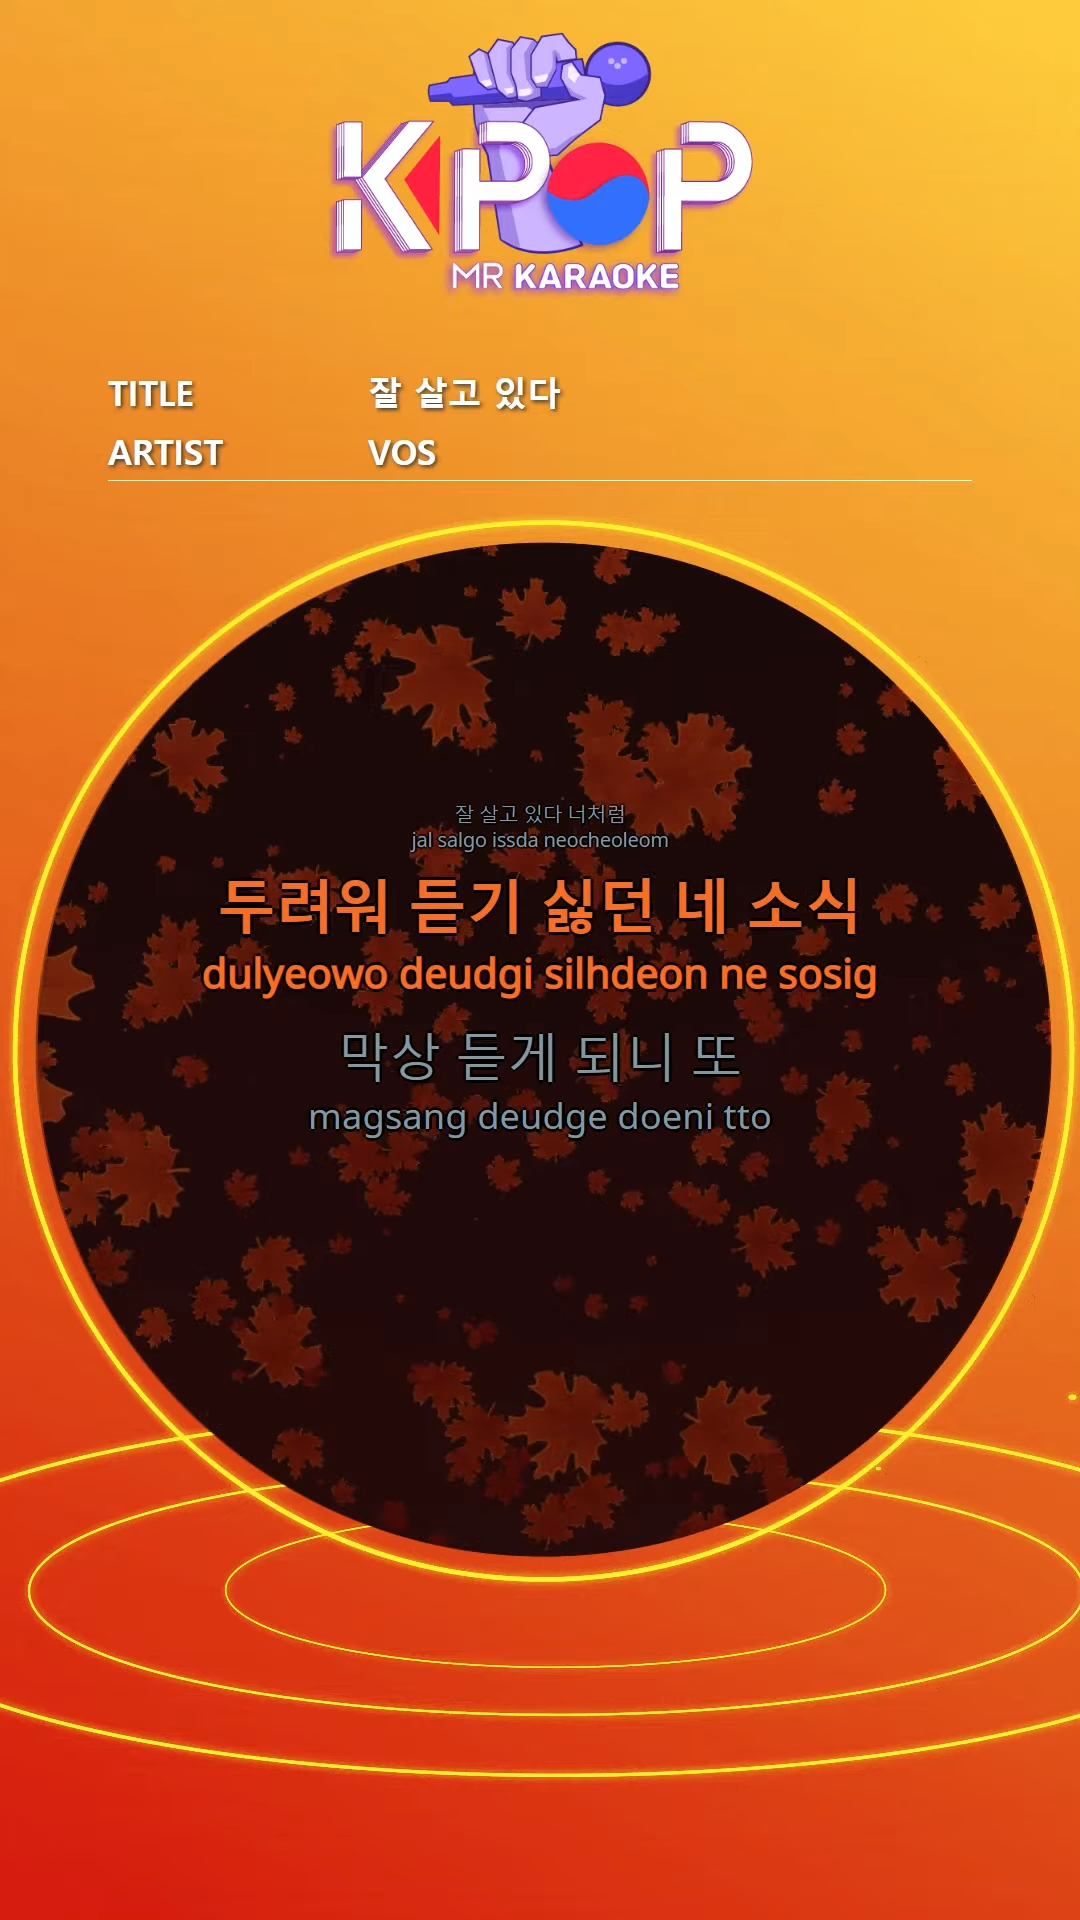 KPOP
MR KARAOKE
TITLE 잘 살고 있다
ARTIST VOS
잘 살고 있다 너처럼
jal salgo issda neocheoleom
두려워 듣기 싫던 네 소식
dulyeowo deudgi silhdeon ne sosig
막상 듣게 되니 또
magsang deudge doeni tto